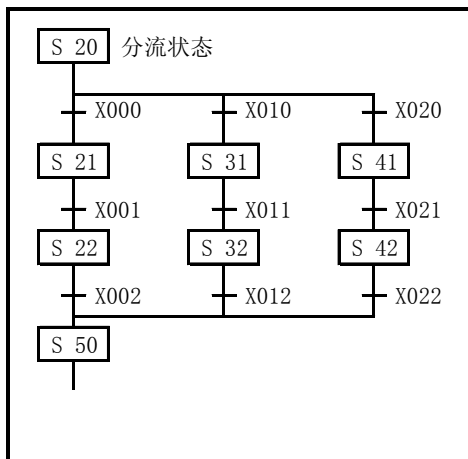 S 20 分流状态
X000 X010 X020
S 21 S 31 S 41
X001 X011 X021
S 22 S 32 S 42
X002 X012 X022
S 50